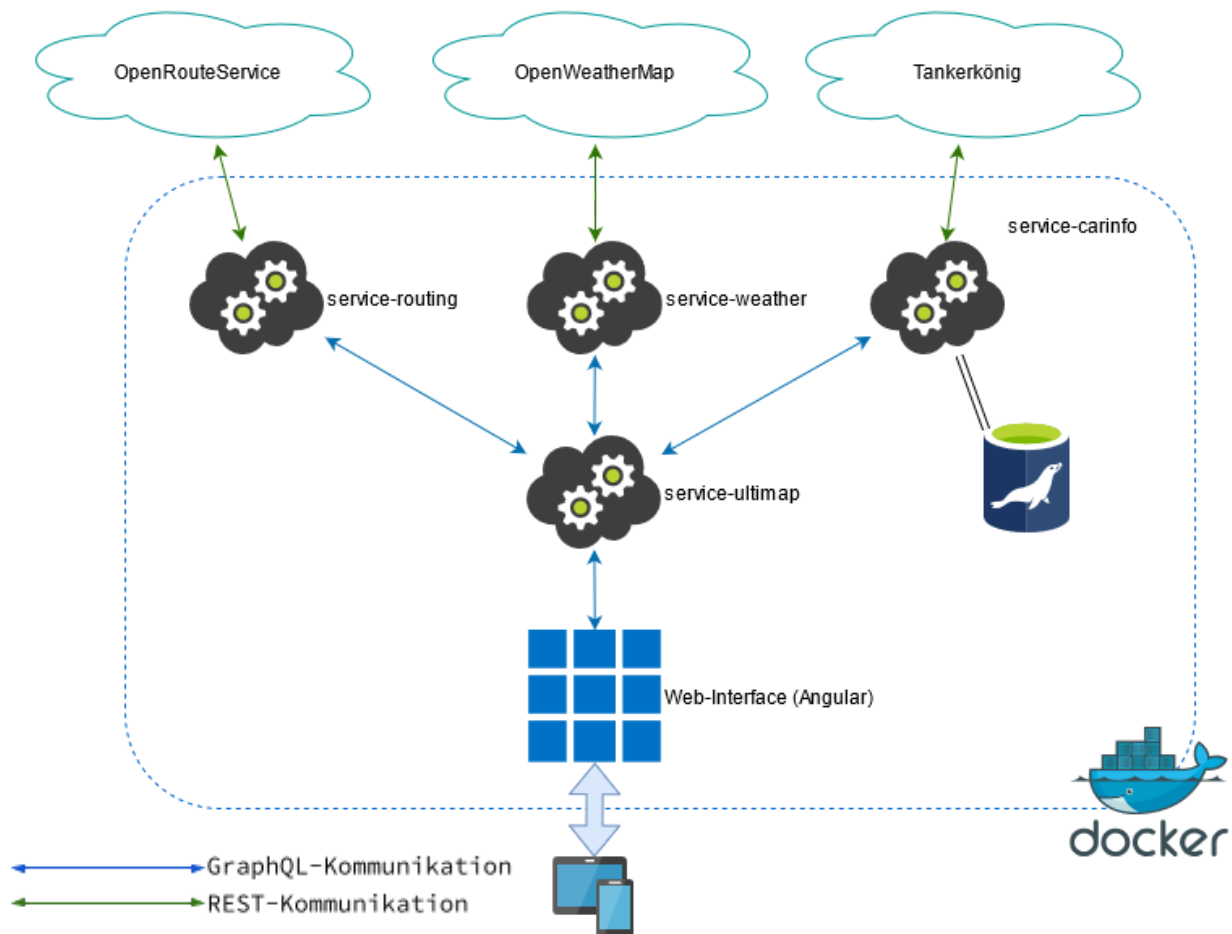 OpenRouteService
OpenWeatherMap
Tankerkönig
service-carinfo
service-routing
service-weather
service-ultimap
Web-Interface (Angular)
docker
GraphQL-Kommunikation
REST-Kommunikation